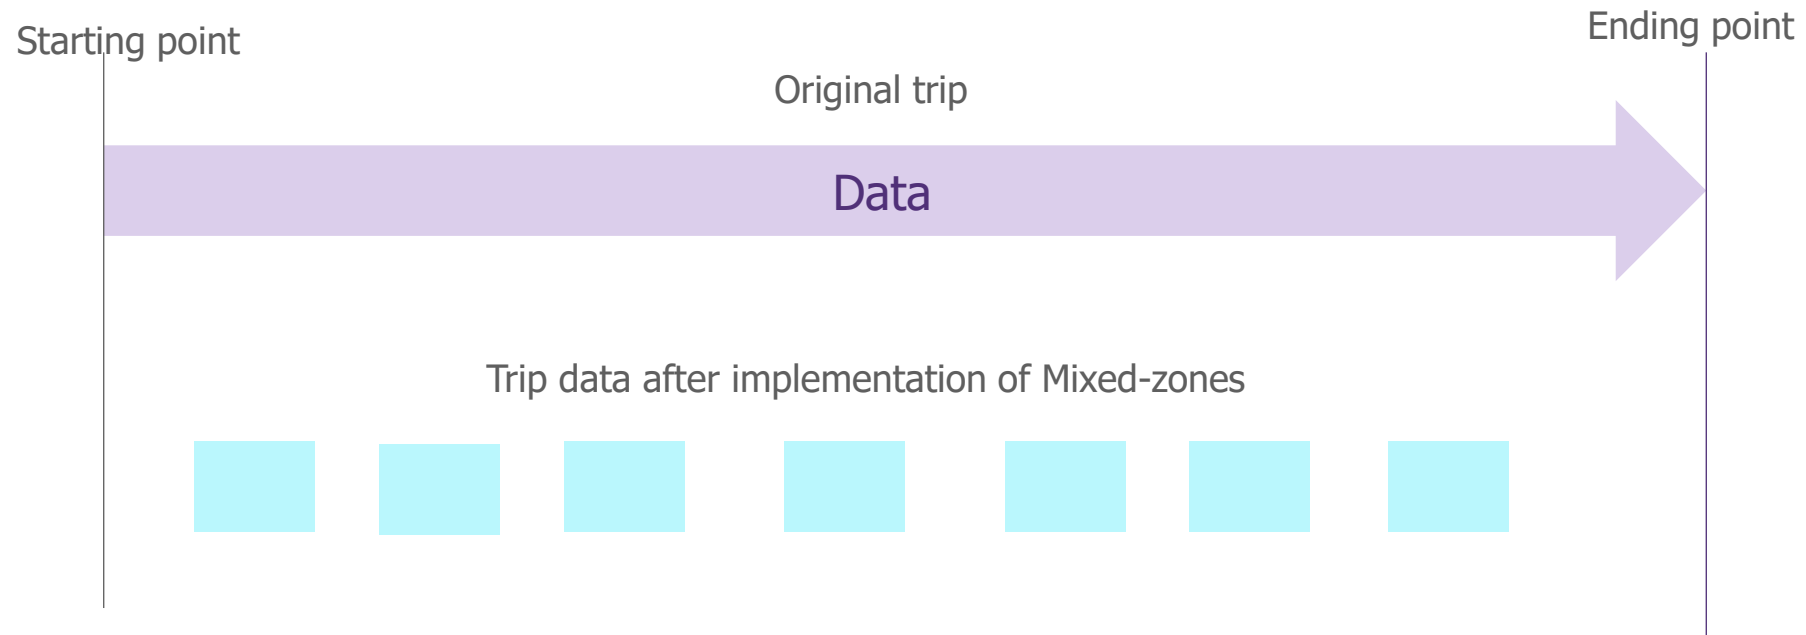 Starting point
Ending point
Original trip
Data
Trip data after implementation of Mixed-zones